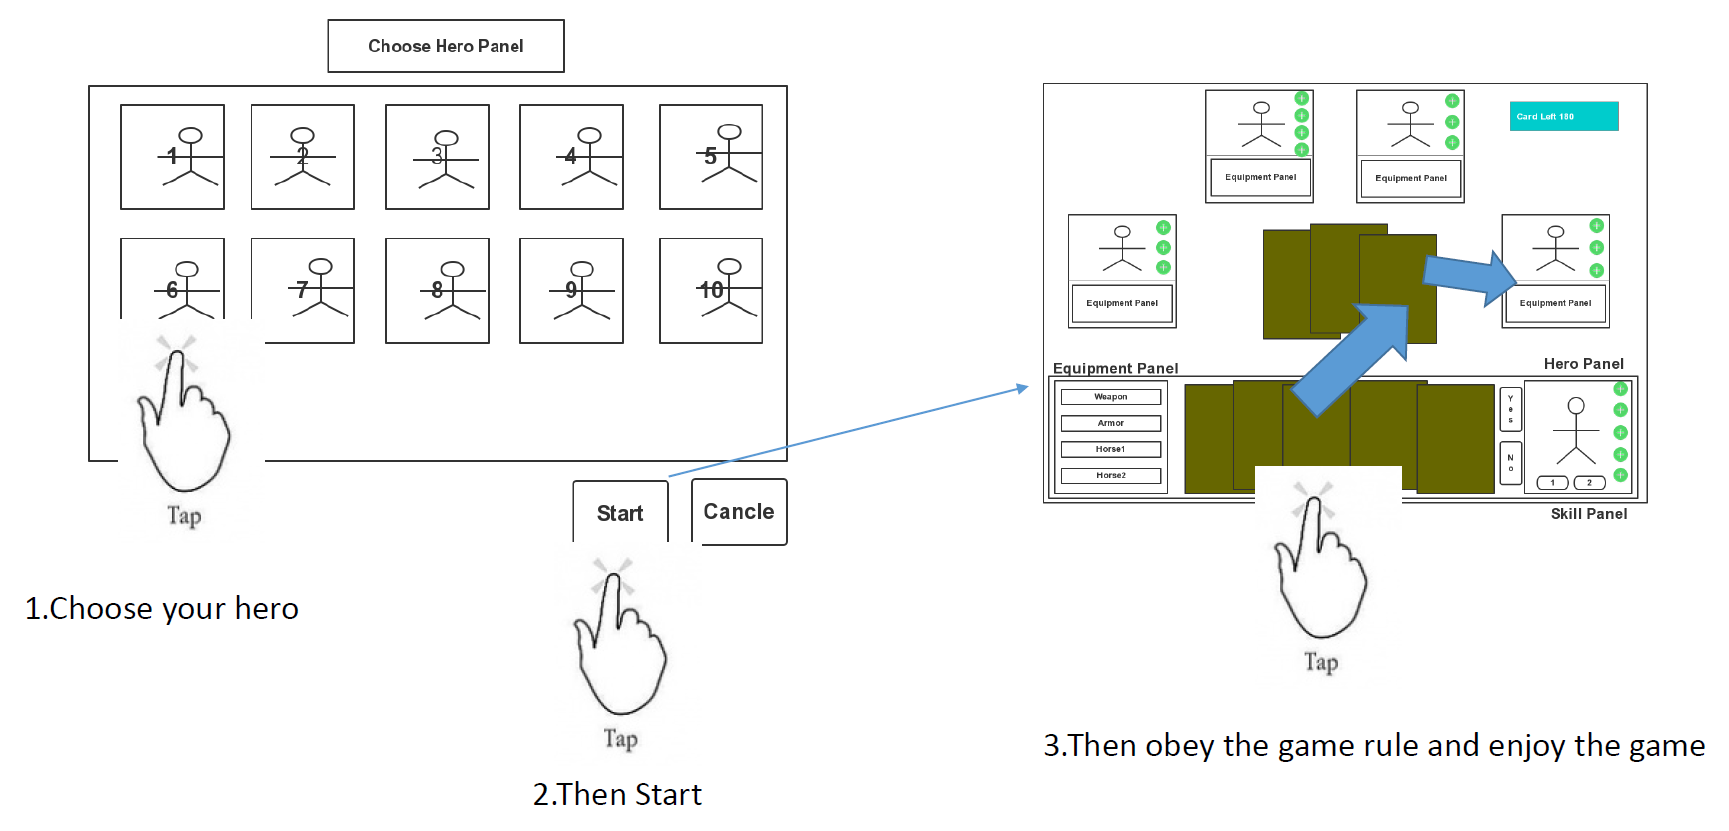 Choose Hero Panel
1
2
3
4
5
6
7
8
9
10
Tap
Start
Cancle
Tap
1.Choose your hero
2.Then Start
Card Left 180
Equipment Panel
Equipment Panel
Equipment Panel
Equipment Panel
Equipment Panel
Hero Panel
Weapon
Armor
Horse1
Horse2
Yes
No
1
2
Skill Panel
Tap
3.Then obey the game rule and enjoy the game